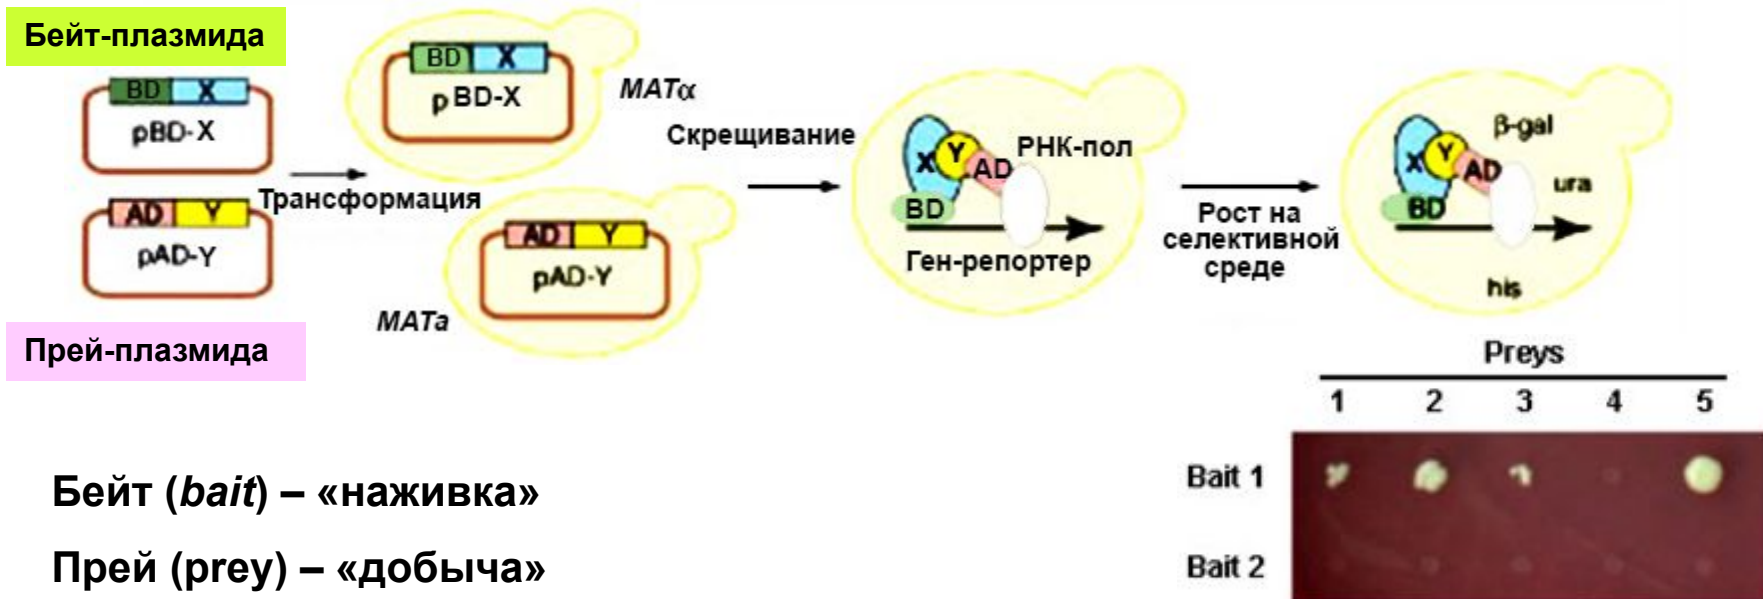 Бейт-плазмида
BD X
pBD-X
AD Y
pAD-Y
Прей-плазмида
Трансформация
BD X
pBD-X
MATα
AD Y
pAD-Y
MATa
Скрещивание
X Y AD
РНК-пол
BD
Ген-репортер
Рост на
селективной
среде
β-gal
X Y AD
ura
BD
his
Preys
1 2 3 4 5
Bait 1
Bait 2
Бейт (bait) – «наживка»
Прей (prey) – «добыча»